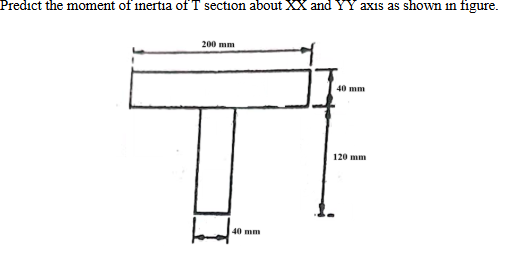 Predict the moment of inertia of T section about XX and YY axis as shown in figure.
200 mm
40 mm
120 mm
40 mm